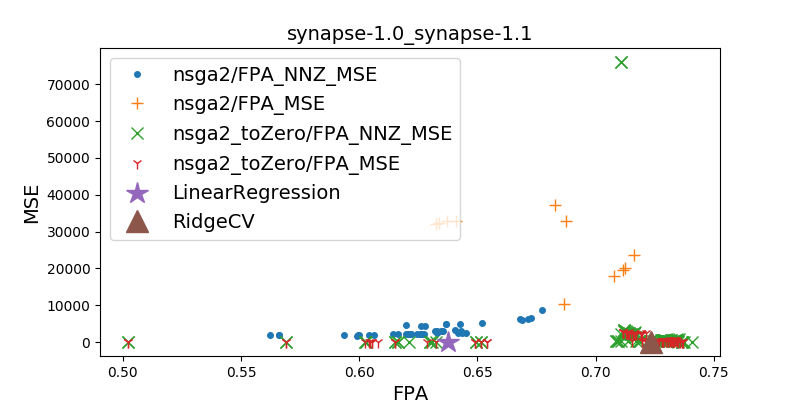 synapse-1.0_synapse-1.1
nsga2/FPA_NNZ_MSE
nsga2/FPA_MSE
nsga2_toZero/FPA_NNZ_MSE
nsga2_toZero/FPA_MSE
LinearRegression
RidgeCV
MSE
70000
60000
50000
40000
30000
20000
10000
0
0.50 0.55 0.60 0.65 0.70 0.75
FPA